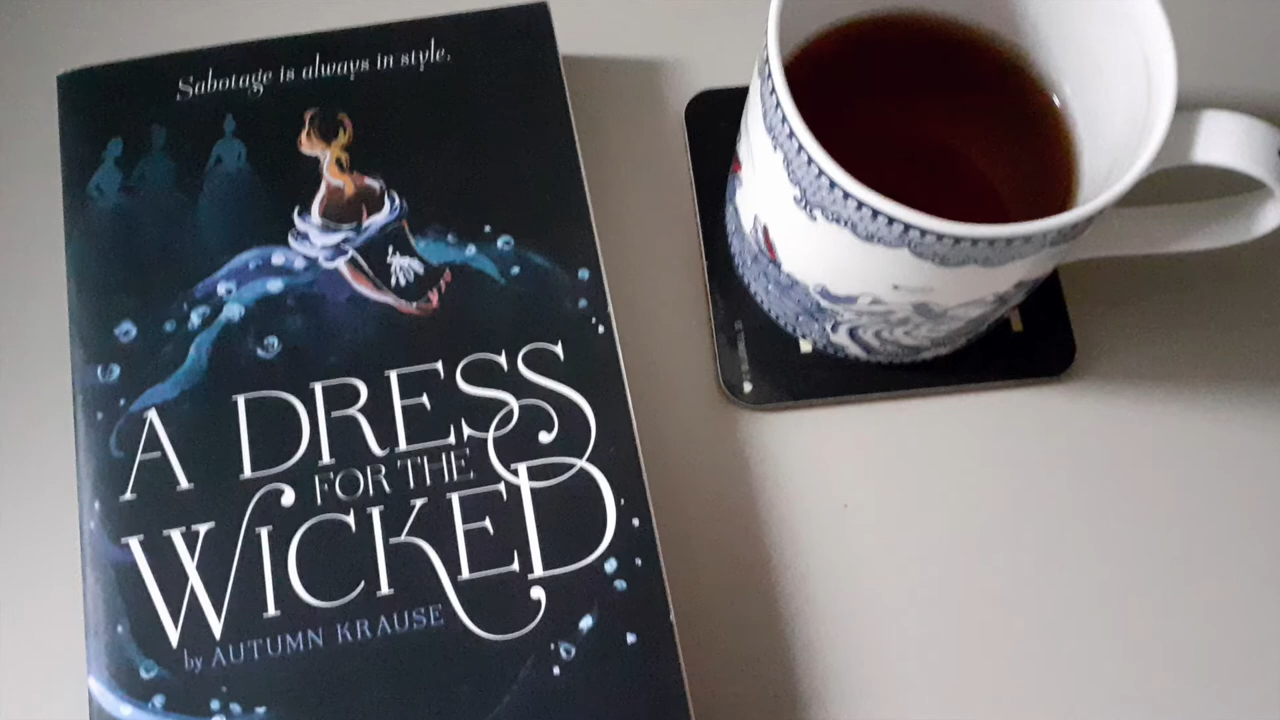 Sabotage is always in style.
A DRESS
FOR THE
WICKED
by AUTUMN KRAUSE